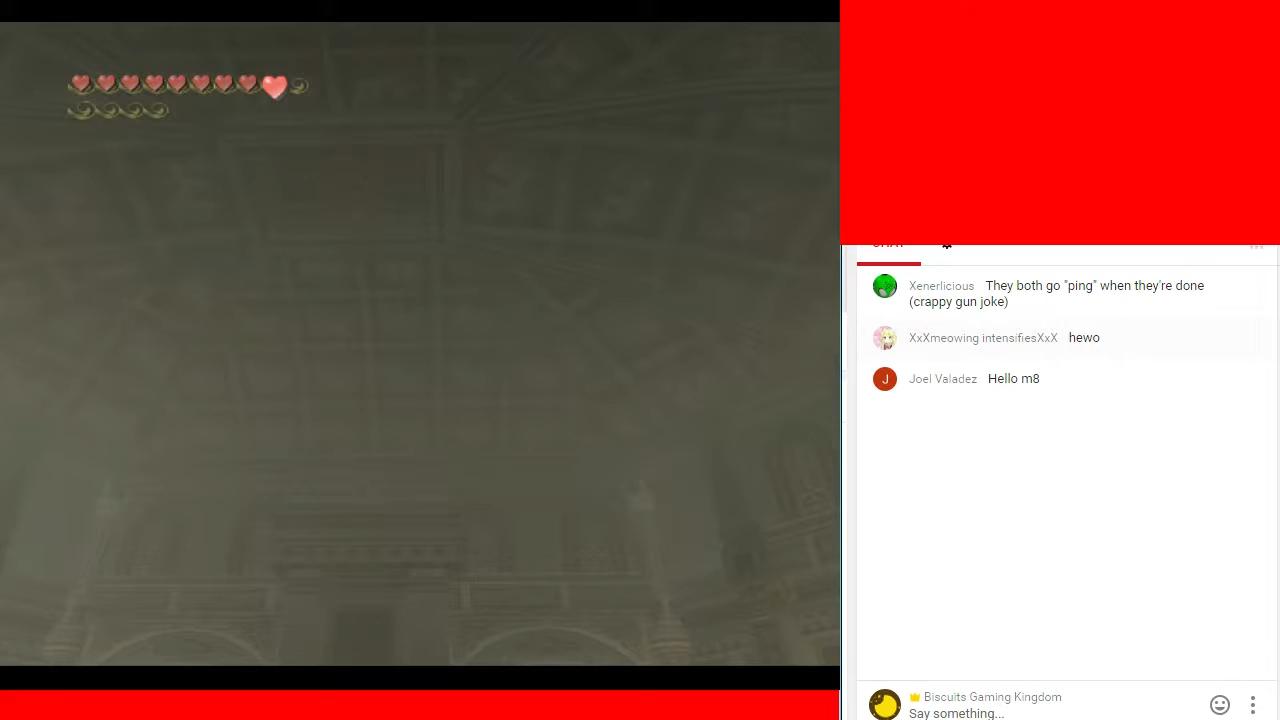 CHAT
Xenerlicious They both go "ping" when they're done
(crappy gun joke)
XxXmeowing intensifiesXxX hewo
J Joel Valadez Hello m8
Biscuits Gaming Kingdom
Say something...